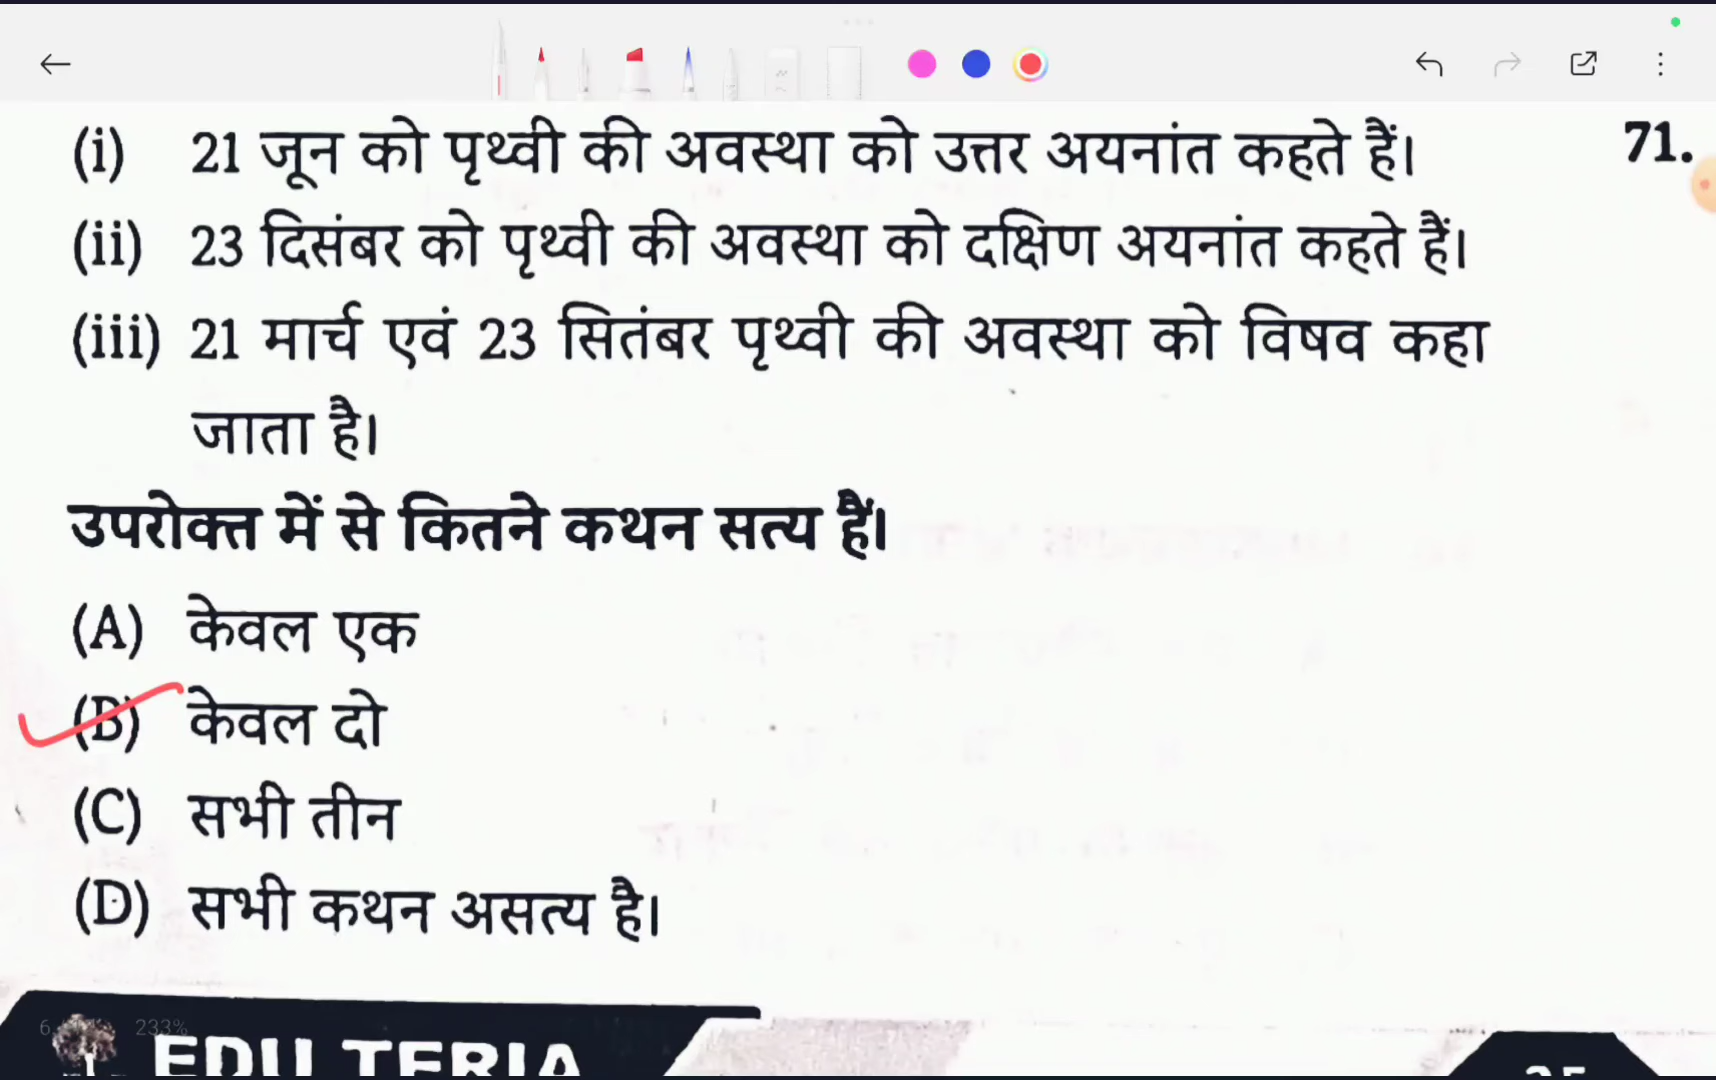 (i) 21 जून को पृथ्वी की अवस्था को उत्तर अयनांत कहते हैं। 71.
(ii) 23 दिसंबर को पृथ्वी की अवस्था को दक्षिण अयनांत कहते हैं।
(iii) 21 मार्च एवं 23 सितंबर पृथ्वी की अवस्था को विषव कहा
जाता है।
उपरोक्त में से कितने कथन सत्य हैं।
(A) केवल एक
(B) केवल दो
(C) सभी तीन
(D) सभी कथन असत्य है।
233%
EDU TERIA